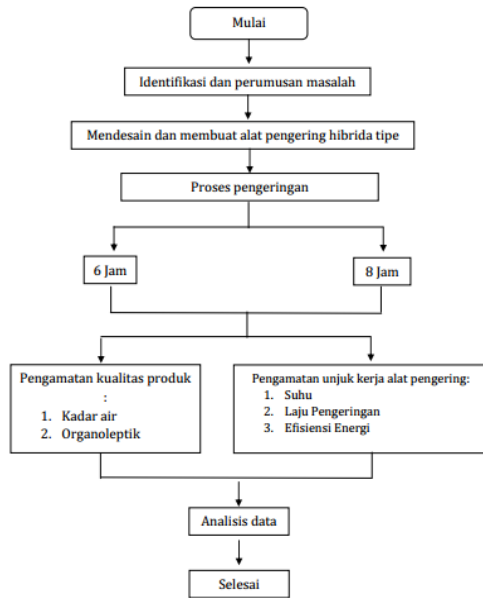 Mulai
Identifikasi dan perumusan masalah
Mendesain dan membuat alat pengering hibrida tipe
Proses pengeringan
6 Jam
8 Jam
Pengamatan kualitas produk
:
1. Kadar air
2. Organoleptik
Pengamatan unjuk kerja alat pengering:
1. Suhu
2. Laju Pengeringan
3. Efisiensi Energi
Analisis data
Selesai